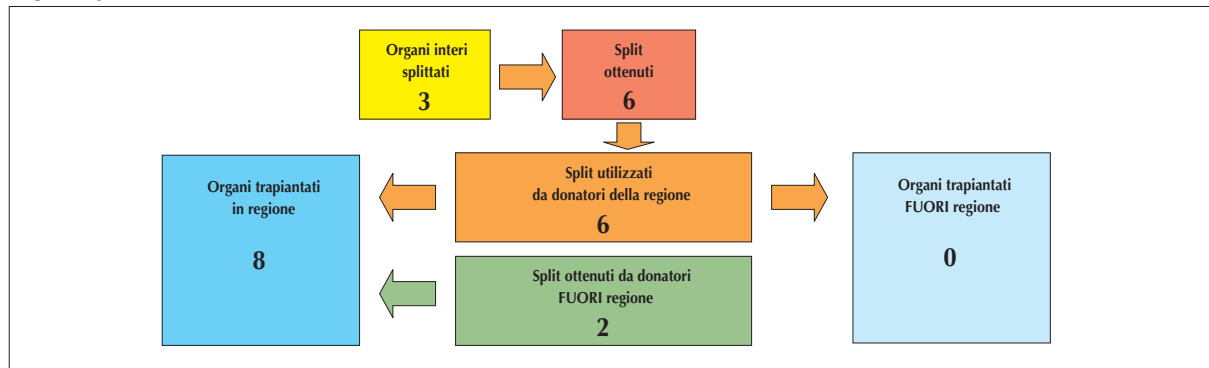 Organi interi
splittati
3
Split
ottenuti
6
Organi trapiantati
in regione
8
Split utilizzati
da donatori della regione
6
Organi trapiantati
FUORI regione
0
Split ottenuti da donatori
FUORI regione
2